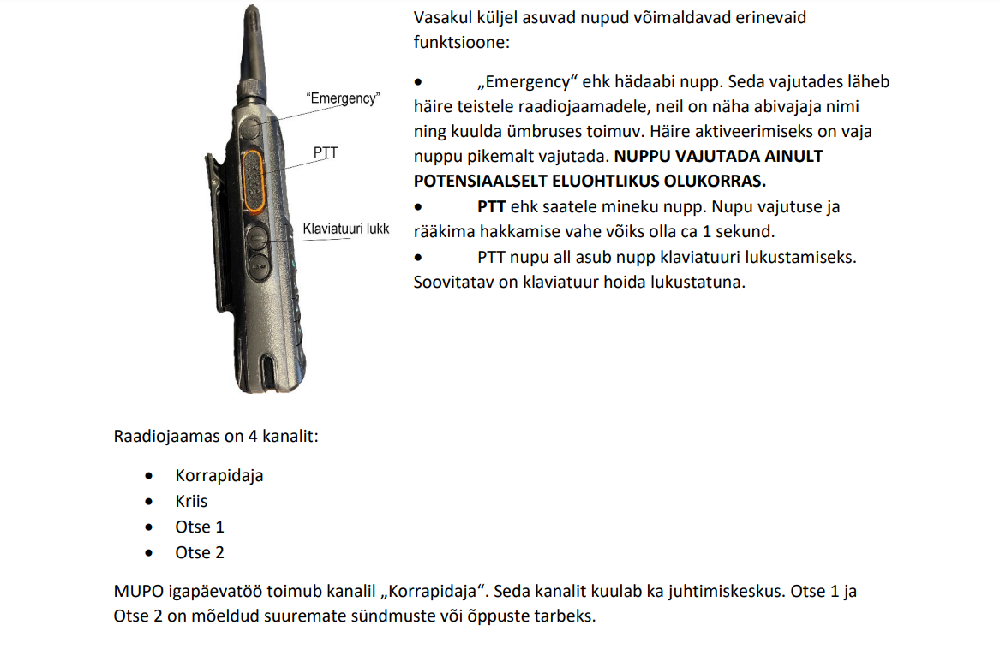 Vasakul küljel asuvad nupud võimaldavad erinevaid
funktsioone:
• „Emergency“ ehk hädaabi nupp. Seda vajutades läheb
häire teistele raadiojaamadele, neil on näha abivajaja nimi
ning kuulda ümbruses toimuv. Häire aktiveerimiseks on vaja
nuppu pikemalt vajutada. NUPPU VAJUTADA AINULT
POTENSIAALSELT ELUOHTLIKUS OLUKORRAS.
• PTT ehk saatele mineku nupp. Nupu vajutuse ja
rääkima hakkamise vahe võiks olla ca 1 sekund.
• PTT nupu all asub nupp klaviatuuri lukustamiseks.
Soovitatav on klaviatuur hoida lukustatuna.
“Emergency”
PTT
Klaviatuuri lukk
Raadiojaamas on 4 kanalit:
• Korrapidaja
• Kriis
• Otse 1
• Otse 2
MUPO igapäevatöö toimub kanalil „Korrapidaja“. Seda kanalit kuulab ka juhtimiskeskus. Otse 1 ja
Otse 2 on mõeldud suuremate sündmuste või õppuste tarbeks.